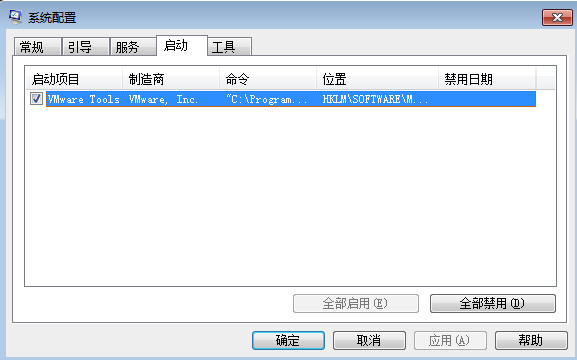 系统配置
常规 引导 服务 启动 工具
启动项目 制造商 命令 位置 禁用日期
VMware Tools VMware, Inc. "C:\Program... HKLM\SOFTWARE\M...
全部启用(E) 全部禁用(D)
确定 取消 应用(A) 帮助